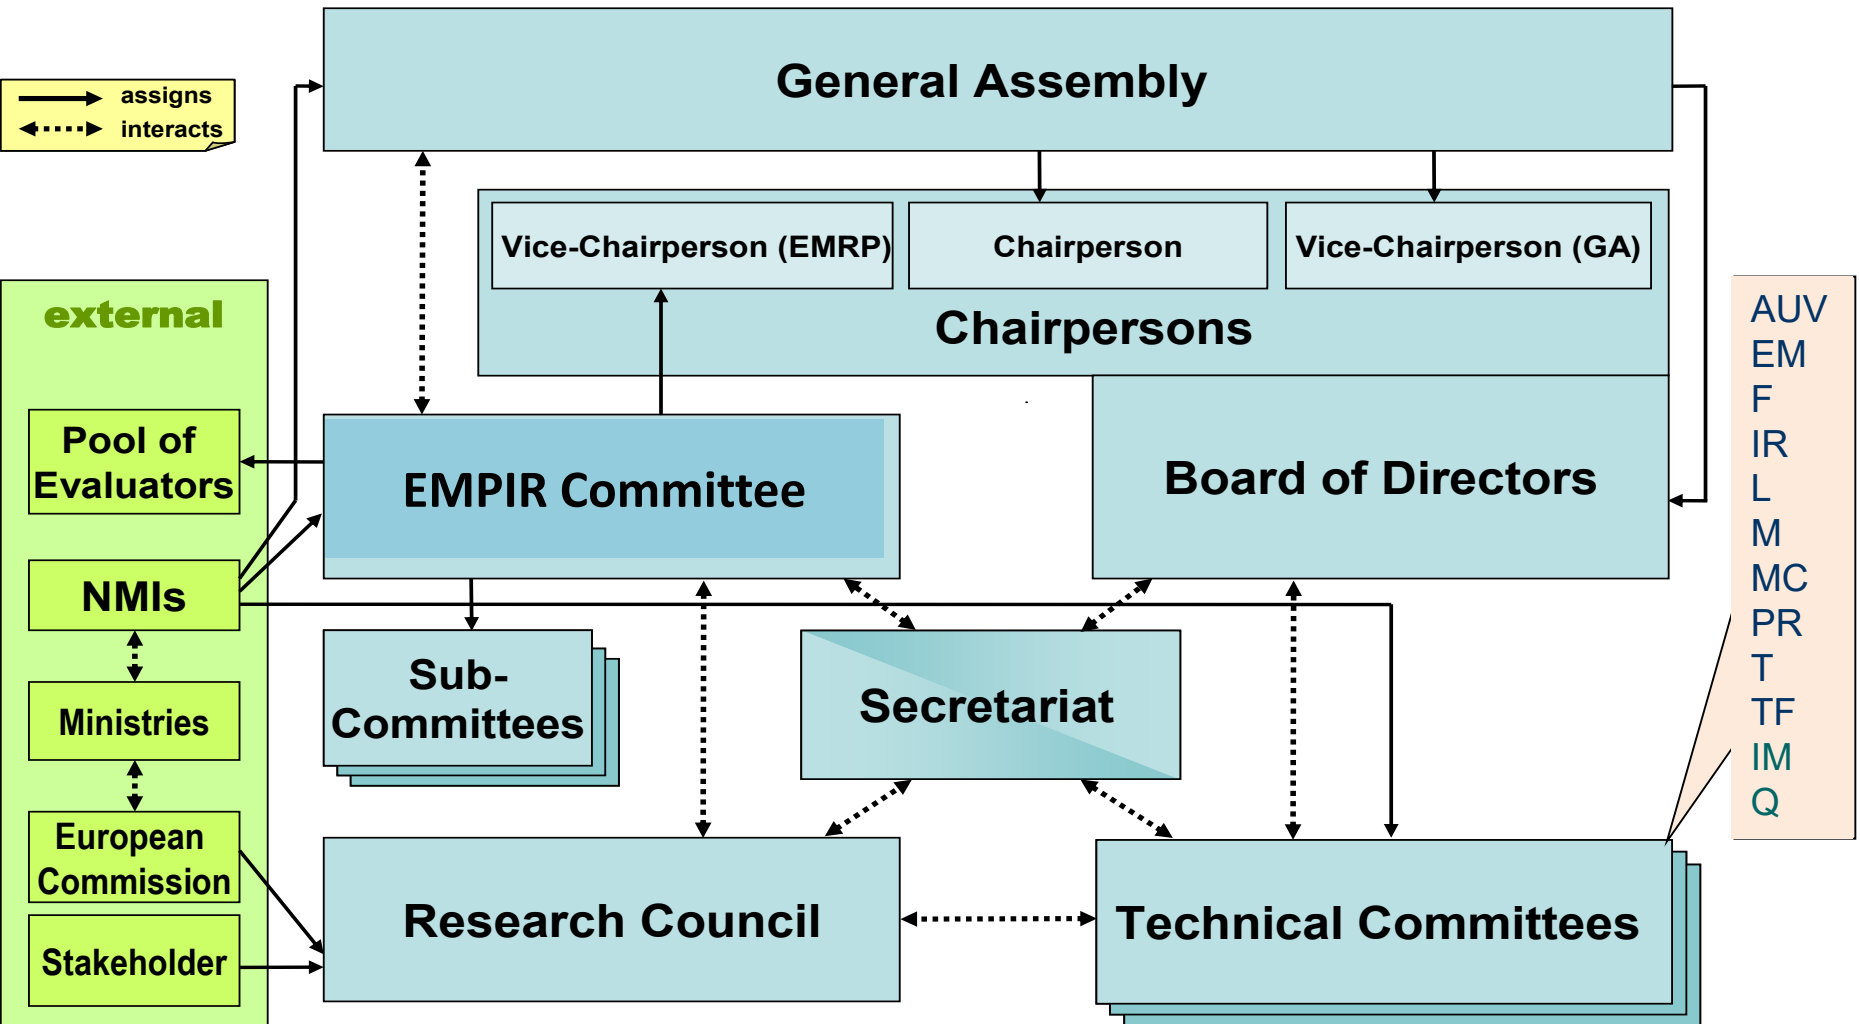 General Assembly
assigns
interacts
Vice-Chairperson (EMRP)
Chairperson
Vice-Chairperson (GA)
Chairpersons
external
Pool of
Evaluators
NMIs
Ministries
European
Commission
Stakeholder
EMPIR Committee
Board of Directors
Sub-
Committees
Secretariat
Research Council
Technical Committees
AUV
EM
F
IR
L
M
MC
PR
T
TF
IM
Q